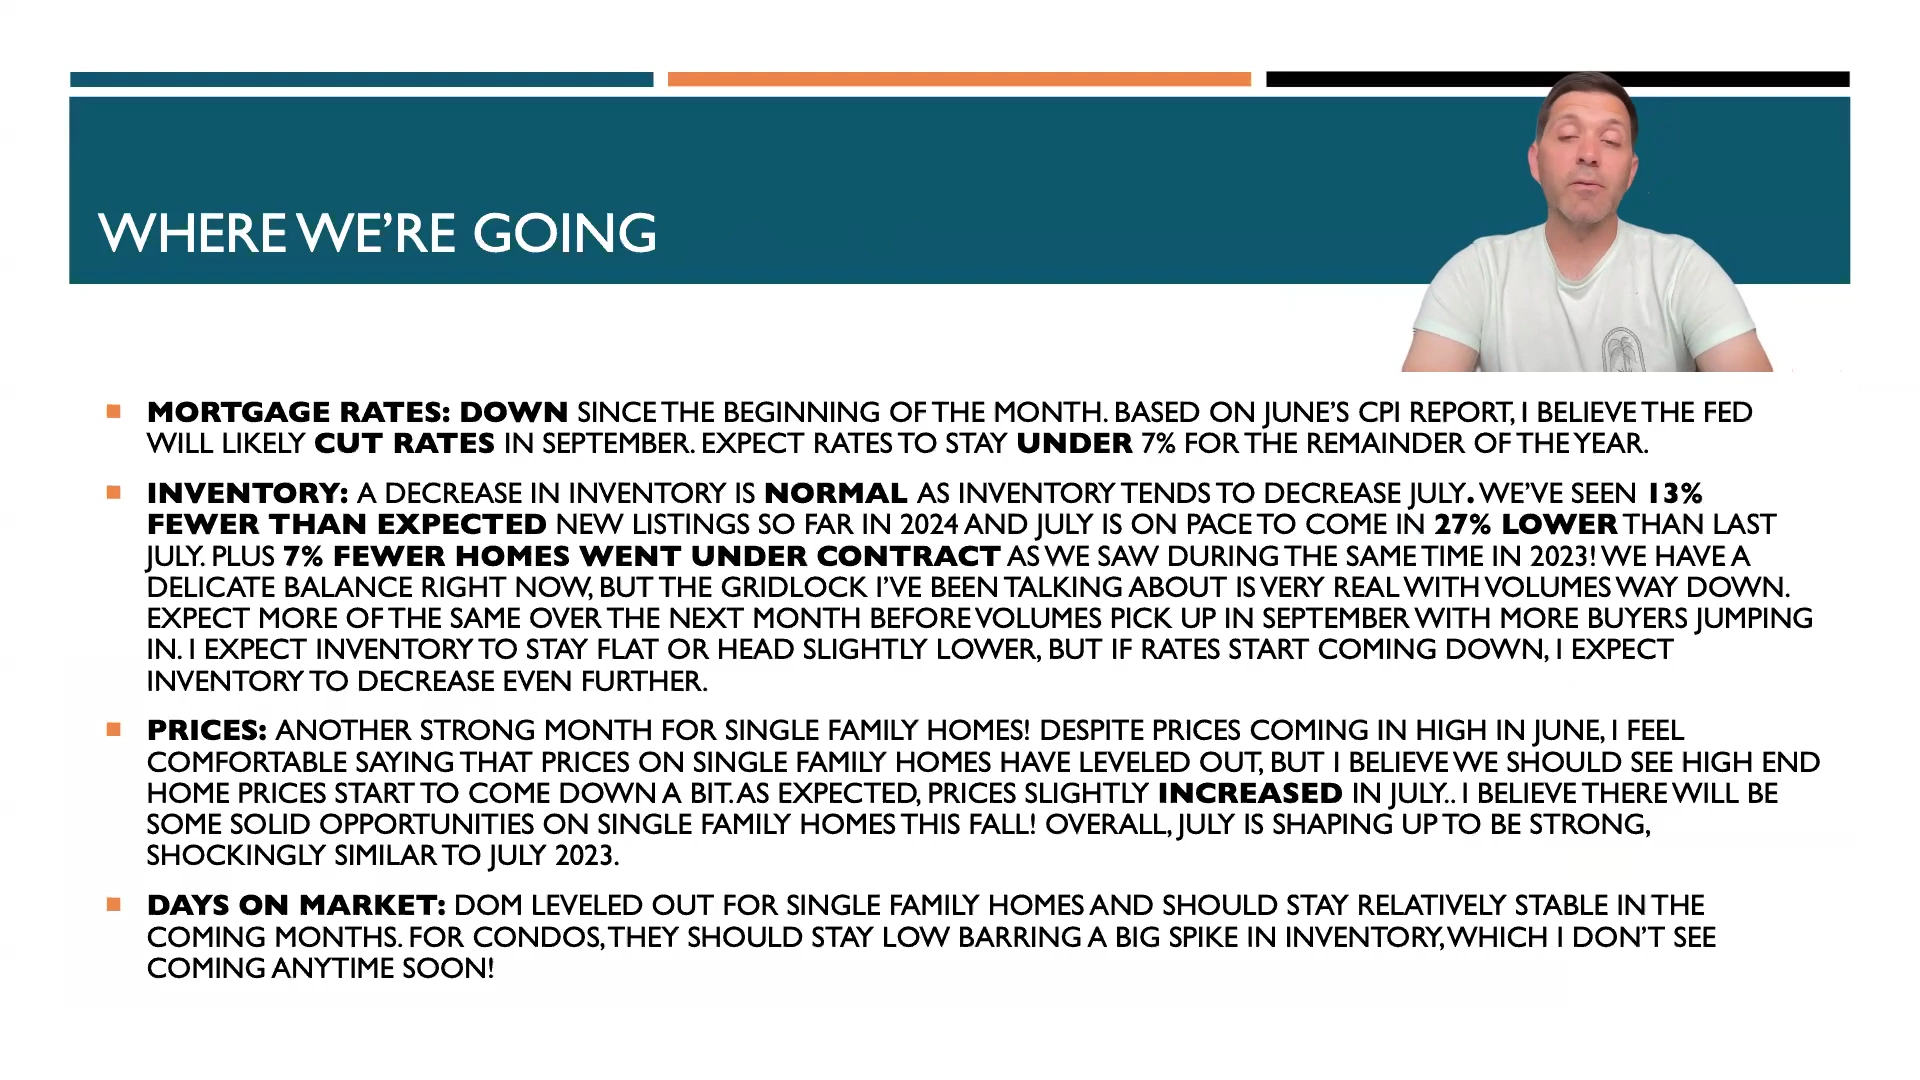 WHERE WE'RE GOING
MORTGAGE RATES: DOWN SINCE THE BEGINNING OF THE MONTH. BASED ON JUNE'S CPI REPORT, I BELIEVE THE FED
WILL LIKELY CUT RATES IN SEPTEMBER. EXPECT RATES TO STAY UNDER 7% FOR THE REMAINDER OF THE YEAR.
INVENTORY: A DECREASE IN INVENTORY IS NORMAL AS INVENTORY TENDS TO DECREASE JULY. WE'VE SEEN 13%
FEWER THAN EXPECTED NEW LISTINGS SO FAR IN 2024 AND JULY IS ON PACE TO COME IN 27% LOWER THAN LAST
JULY. PLUS 7% FEWER HOMES WENT UNDER CONTRACT AS WE SAW DURING THE SAME TIME IN 2023! WE HAVE A
DELICATE BALANCE RIGHT NOW, BUT THE GRIDLOCK I'VE BEEN TALKING ABOUT IS VERY REAL WITH VOLUMES WAY DOWN.
EXPECT MORE OF THE SAME OVER THE NEXT MONTH BEFORE VOLUMES PICK UP IN SEPTEMBER WITH MORE BUYERS JUMPING
IN. I EXPECT INVENTORY TO STAY FLAT OR HEAD SLIGHTLY LOWER, BUT IF RATES START COMING DOWN, I EXPECT
INVENTORY TO DECREASE EVEN FURTHER.
PRICES: ANOTHER STRONG MONTH FOR SINGLE FAMILY HOMES! DESPITE PRICES COMING IN HIGH IN JUNE, I FEEL
COMFORTABLE SAYING THAT PRICES ON SINGLE FAMILY HOMES HAVE LEVELED OUT, BUT I BELIEVE WE SHOULD SEE HIGH END
HOME PRICES START TO COME DOWN A BIT. AS EXPECTED, PRICES SLIGHTLY INCREASED IN JULY.. I BELIEVE THERE WILL BE
SOME SOLID OPPORTUNITIES ON SINGLE FAMILY HOMES THIS FALL! OVERALL, JULY IS SHAPING UP TO BE STRONG,
SHOCKINGLY SIMILAR TO JULY 2023.
DAYS ON MARKET: DOM LEVELED OUT FOR SINGLE FAMILY HOMES AND SHOULD STAY RELATIVELY STABLE IN THE
COMING MONTHS. FOR CONDOS, THEY SHOULD STAY LOW BARRING A BIG SPIKE IN INVENTORY, WHICH I DON'T SEE
COMING ANYTIME SOON!